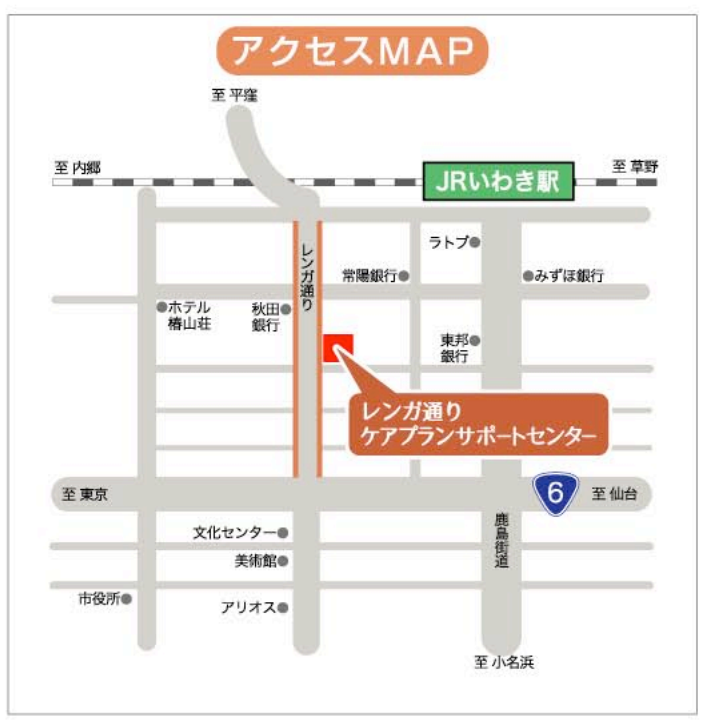 アクセスMAP
至 平窪
至 内郷
JRいわき駅
至 草野
レンガ通り
ラトブ
常陽銀行
みずほ銀行
ホテル
椿山荘
秋田
銀行
東邦
銀行
レンガ通り
ケアプランサポートセンター
至 東京
6
至 仙台
文化センター
鹿島街道
美術館
市役所
アリオス
至 小名浜